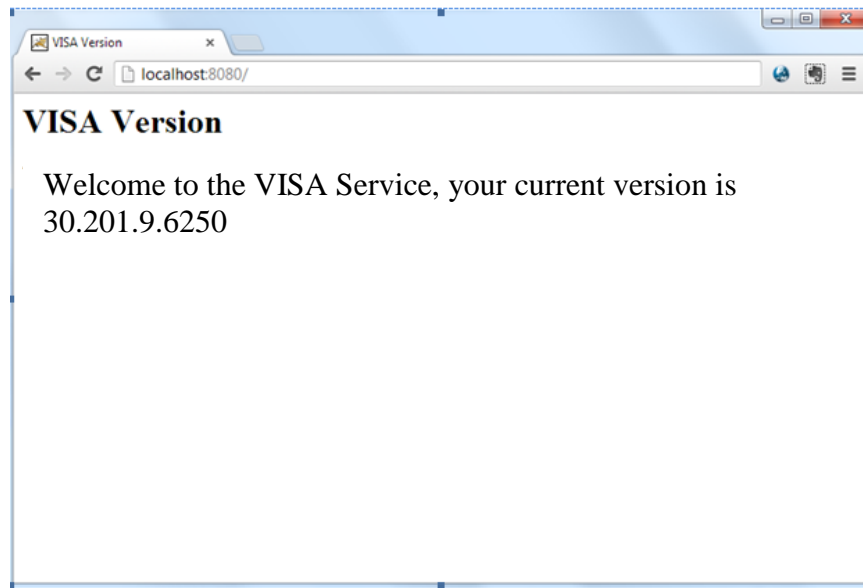 VISA Version
localhost:8080/
VISA Version
Welcome to the VISA Service, your current version is
30.201.9.6250